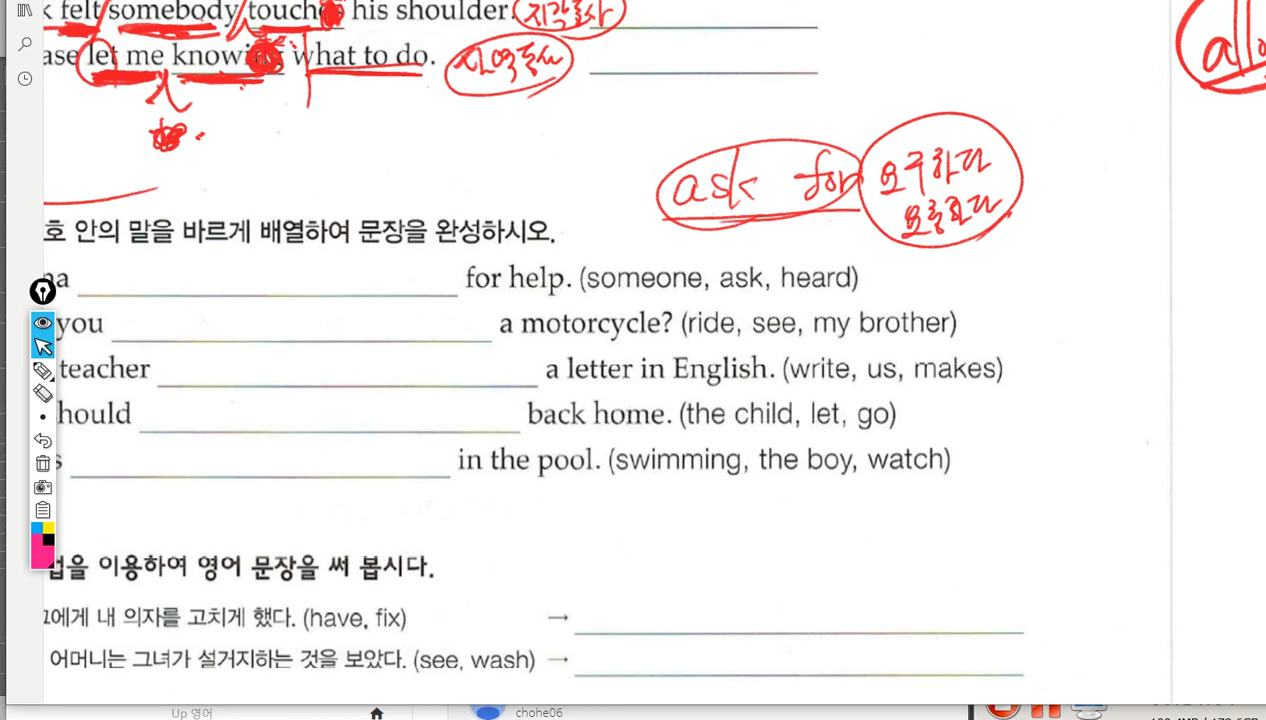 k felt somebody touch his shoulder. 지각동사
ase let me knowing what to do. 사역동사
ask for 요구하다
요청하다
호 안의 말을 바르게 배열하여 문장을 완성하시오.
na for help. (someone, ask, heard)
you a motorcycle? (ride, see, my brother)
teacher a letter in English. (write, us, makes)
hould back home. (the child, let, go)
s in the pool. (swimming, the boy, watch)
법을 이용하여 영어 문장을 써 봅시다.
에게 내 의자를 고치게 했다. (have, fix) →
어머니는 그녀가 설거지하는 것을 보았다. (see, wash) →
Up 영어 chohe06